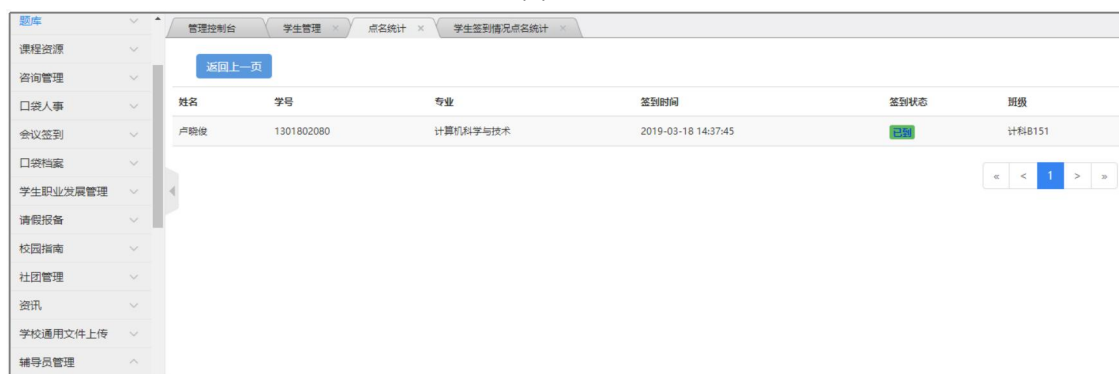 题库
课程资源
咨询管理
口袋人事
会议签到
口袋档案
学生职业发展管理
请假报备
校园指南
社团管理
资讯
学校通用文件上传
辅导员管理
管理控制台 学生管理 × 点名统计 × 学生签到情况点名统计 ×
返回上一页
姓名 学号 专业 签到时间 签到状态 班级
卢晓俊 1301802080 计算机科学与技术 2019-03-18 14:37:45 已到 计科B151
« < 1 > »